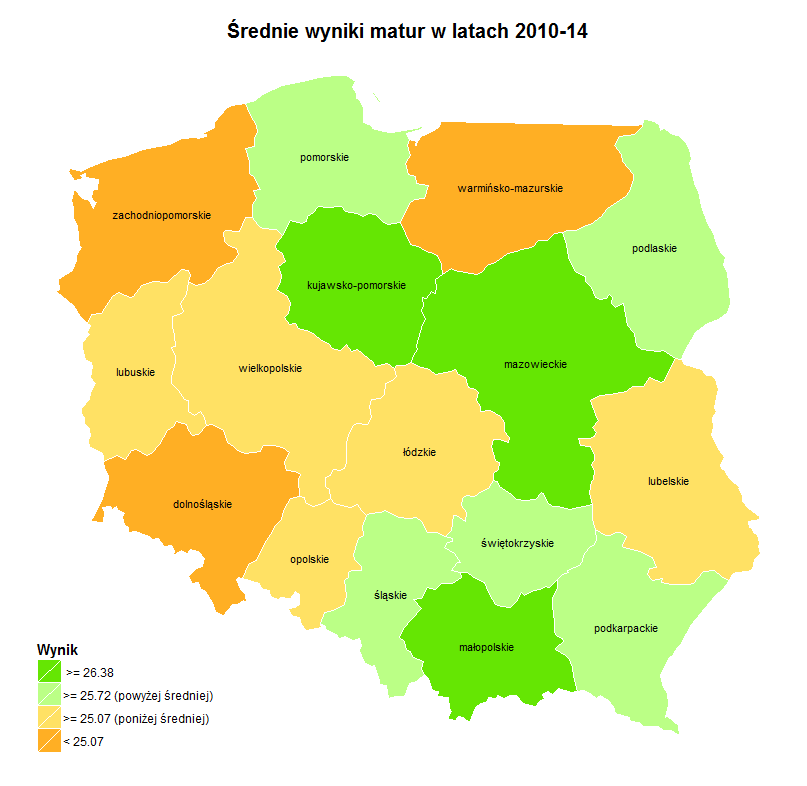 Średnie wyniki matur w latach 2010-14
pomorskie
warmińsko-mazurskie
zachodniopomorskie
podlaskie
kujawsko-pomorskie
mazowieckie
wielkopolskie
lubuskie
łódzkie
lubelskie
dolnośląskie
świętokrzyskie
opolskie
śląskie
podkarpackie
małopolskie
Wynik
>= 26.38
>= 25.72 (powyżej średniej)
>= 25.07 (poniżej średniej)
< 25.07